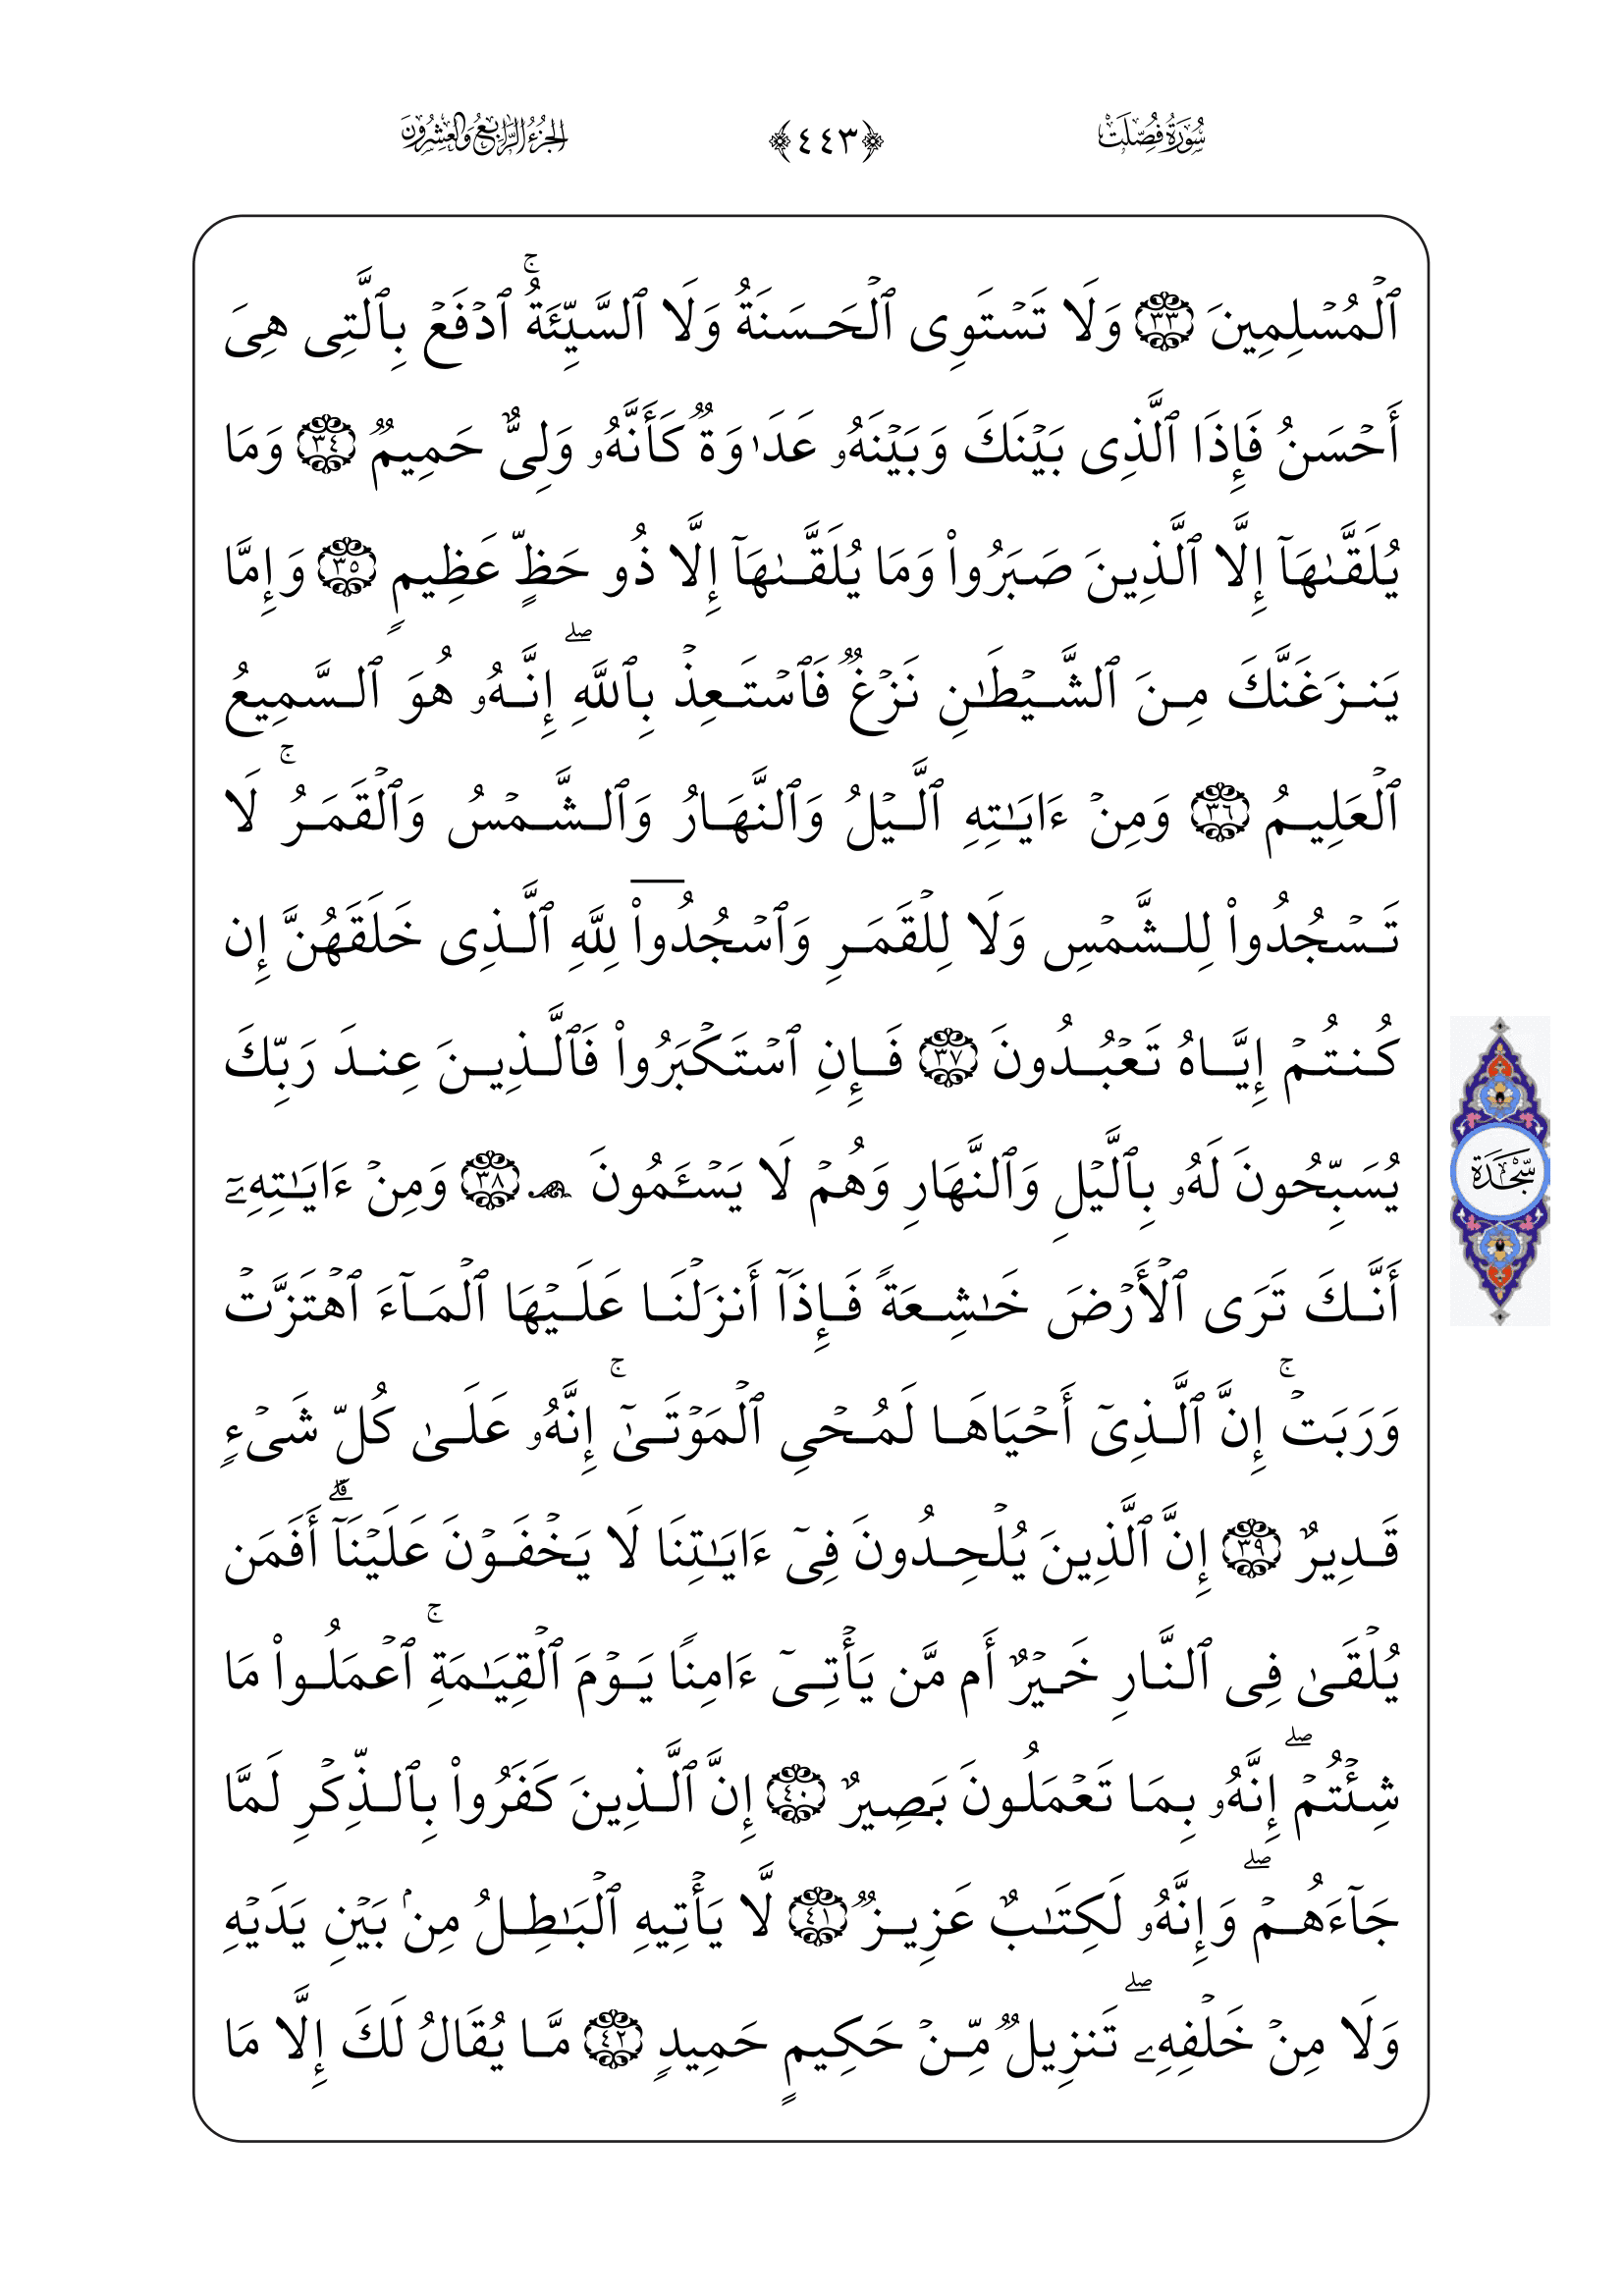 سُورَةُ فُصِّلَتْ
﴿٤٤٣﴾
الجُزْءُ الرَّابِعُ وَالعِشْرُونَ
ٱلۡمُسۡلِمِينَ ٣٣ وَلَا تَسۡتَوِى ٱلۡحَسَنَةُ وَلَا ٱلسَّيِّئَةُۚ ٱدۡفَعۡ بِٱلَّتِى هِىَ
أَحۡسَنُ فَإِذَا ٱلَّذِى بَيۡنَكَ وَبَيۡنَهُۥ عَدَٰوَةࣱ كَأَنَّهُۥ وَلِىٌّ حَمِيمࣱ ٣٤ وَمَا
يُلَقَّىٰهَآ إِلَّا ٱلَّذِينَ صَبَرُوا۟ وَمَا يُلَقَّىٰهَآ إِلَّا ذُو حَظٍّ عَظِيمٍ ٣٥ وَإِمَّا
يَنزَغَنَّكَ مِنَ ٱلشَّيۡطَٰنِ نَزۡغࣱ فَٱسۡتَعِذۡ بِٱللَّهِۖ إِنَّهُۥ هُوَ ٱلسَّمِيعُ
ٱلۡعَلِيمُ ٣٦ وَمِنۡ ءَايَٰتِهِ ٱلَّيۡلُ وَٱلنَّهَارُ وَٱلشَّمۡسُ وَٱلۡقَمَرُۚ لَا
تَسۡجُدُوا۟ لِلشَّمۡسِ وَلَا لِلۡقَمَرِ وَٱسۡجُدُوا۟ لِلَّهِ ٱلَّذِى خَلَقَهُنَّ إِن
كُنتُمۡ إِيَّاهُ تَعۡبُدُونَ ٣٧ فَإِنِ ٱسۡتَكۡبَرُوا۟ فَٱلَّذِينَ عِندَ رَبِّكَ
يُسَبِّحُونَ لَهُۥ بِٱلَّيۡلِ وَٱلنَّهَارِ وَهُمۡ لَا يَسۡـَٔمُونَ ۩ ٣٨ وَمِنۡ ءَايَٰتِهِۦٓ
سَّجْدَة
أَنَّكَ تَرَى ٱلۡأَرۡضَ خَٰشِعَةً فَإِذَآ أَنزَلۡنَا عَلَيۡهَا ٱلۡمَآءَ ٱهۡتَزَّتۡ
وَرَبَتۡۚ إِنَّ ٱلَّذِىٓ أَحۡيَاهَا لَمُحۡىِ ٱلۡمَوۡتَىٰٓۚ إِنَّهُۥ عَلَىٰ كُلِّ شَىۡءٍ
قَدِيرٌ ٣٩ إِنَّ ٱلَّذِينَ يُلۡحِدُونَ فِىٓ ءَايَٰتِنَا لَا يَخۡفَوۡنَ عَلَيۡنَآۗ أَفَمَن
يُلۡقَىٰ فِى ٱلنَّارِ خَيۡرٌ أَم مَّن يَأۡتِىٓ ءَامِنًا يَوۡمَ ٱلۡقِيَٰمَةِۚ ٱعۡمَلُوا۟ مَا
شِئۡتُمۡۖ إِنَّهُۥ بِمَا تَعۡمَلُونَ بَصِيرٌ ٤٠ إِنَّ ٱلَّذِينَ كَفَرُوا۟ بِٱلذِّكۡرِ لَمَّا
جَآءَهُمۡۖ وَإِنَّهُۥ لَكِتَٰبٌ عَزِيزࣱ ٤١ لَّا يَأۡتِيهِ ٱلۡبَٰطِلُ مِنۢ بَيۡنِ يَدَيۡهِ
وَلَا مِنۡ خَلۡفِهِۦۖ تَنزِيلࣱ مِّنۡ حَكِيمٍ حَمِيدٍ ٤٢ مَّا يُقَالُ لَكَ إِلَّا مَا